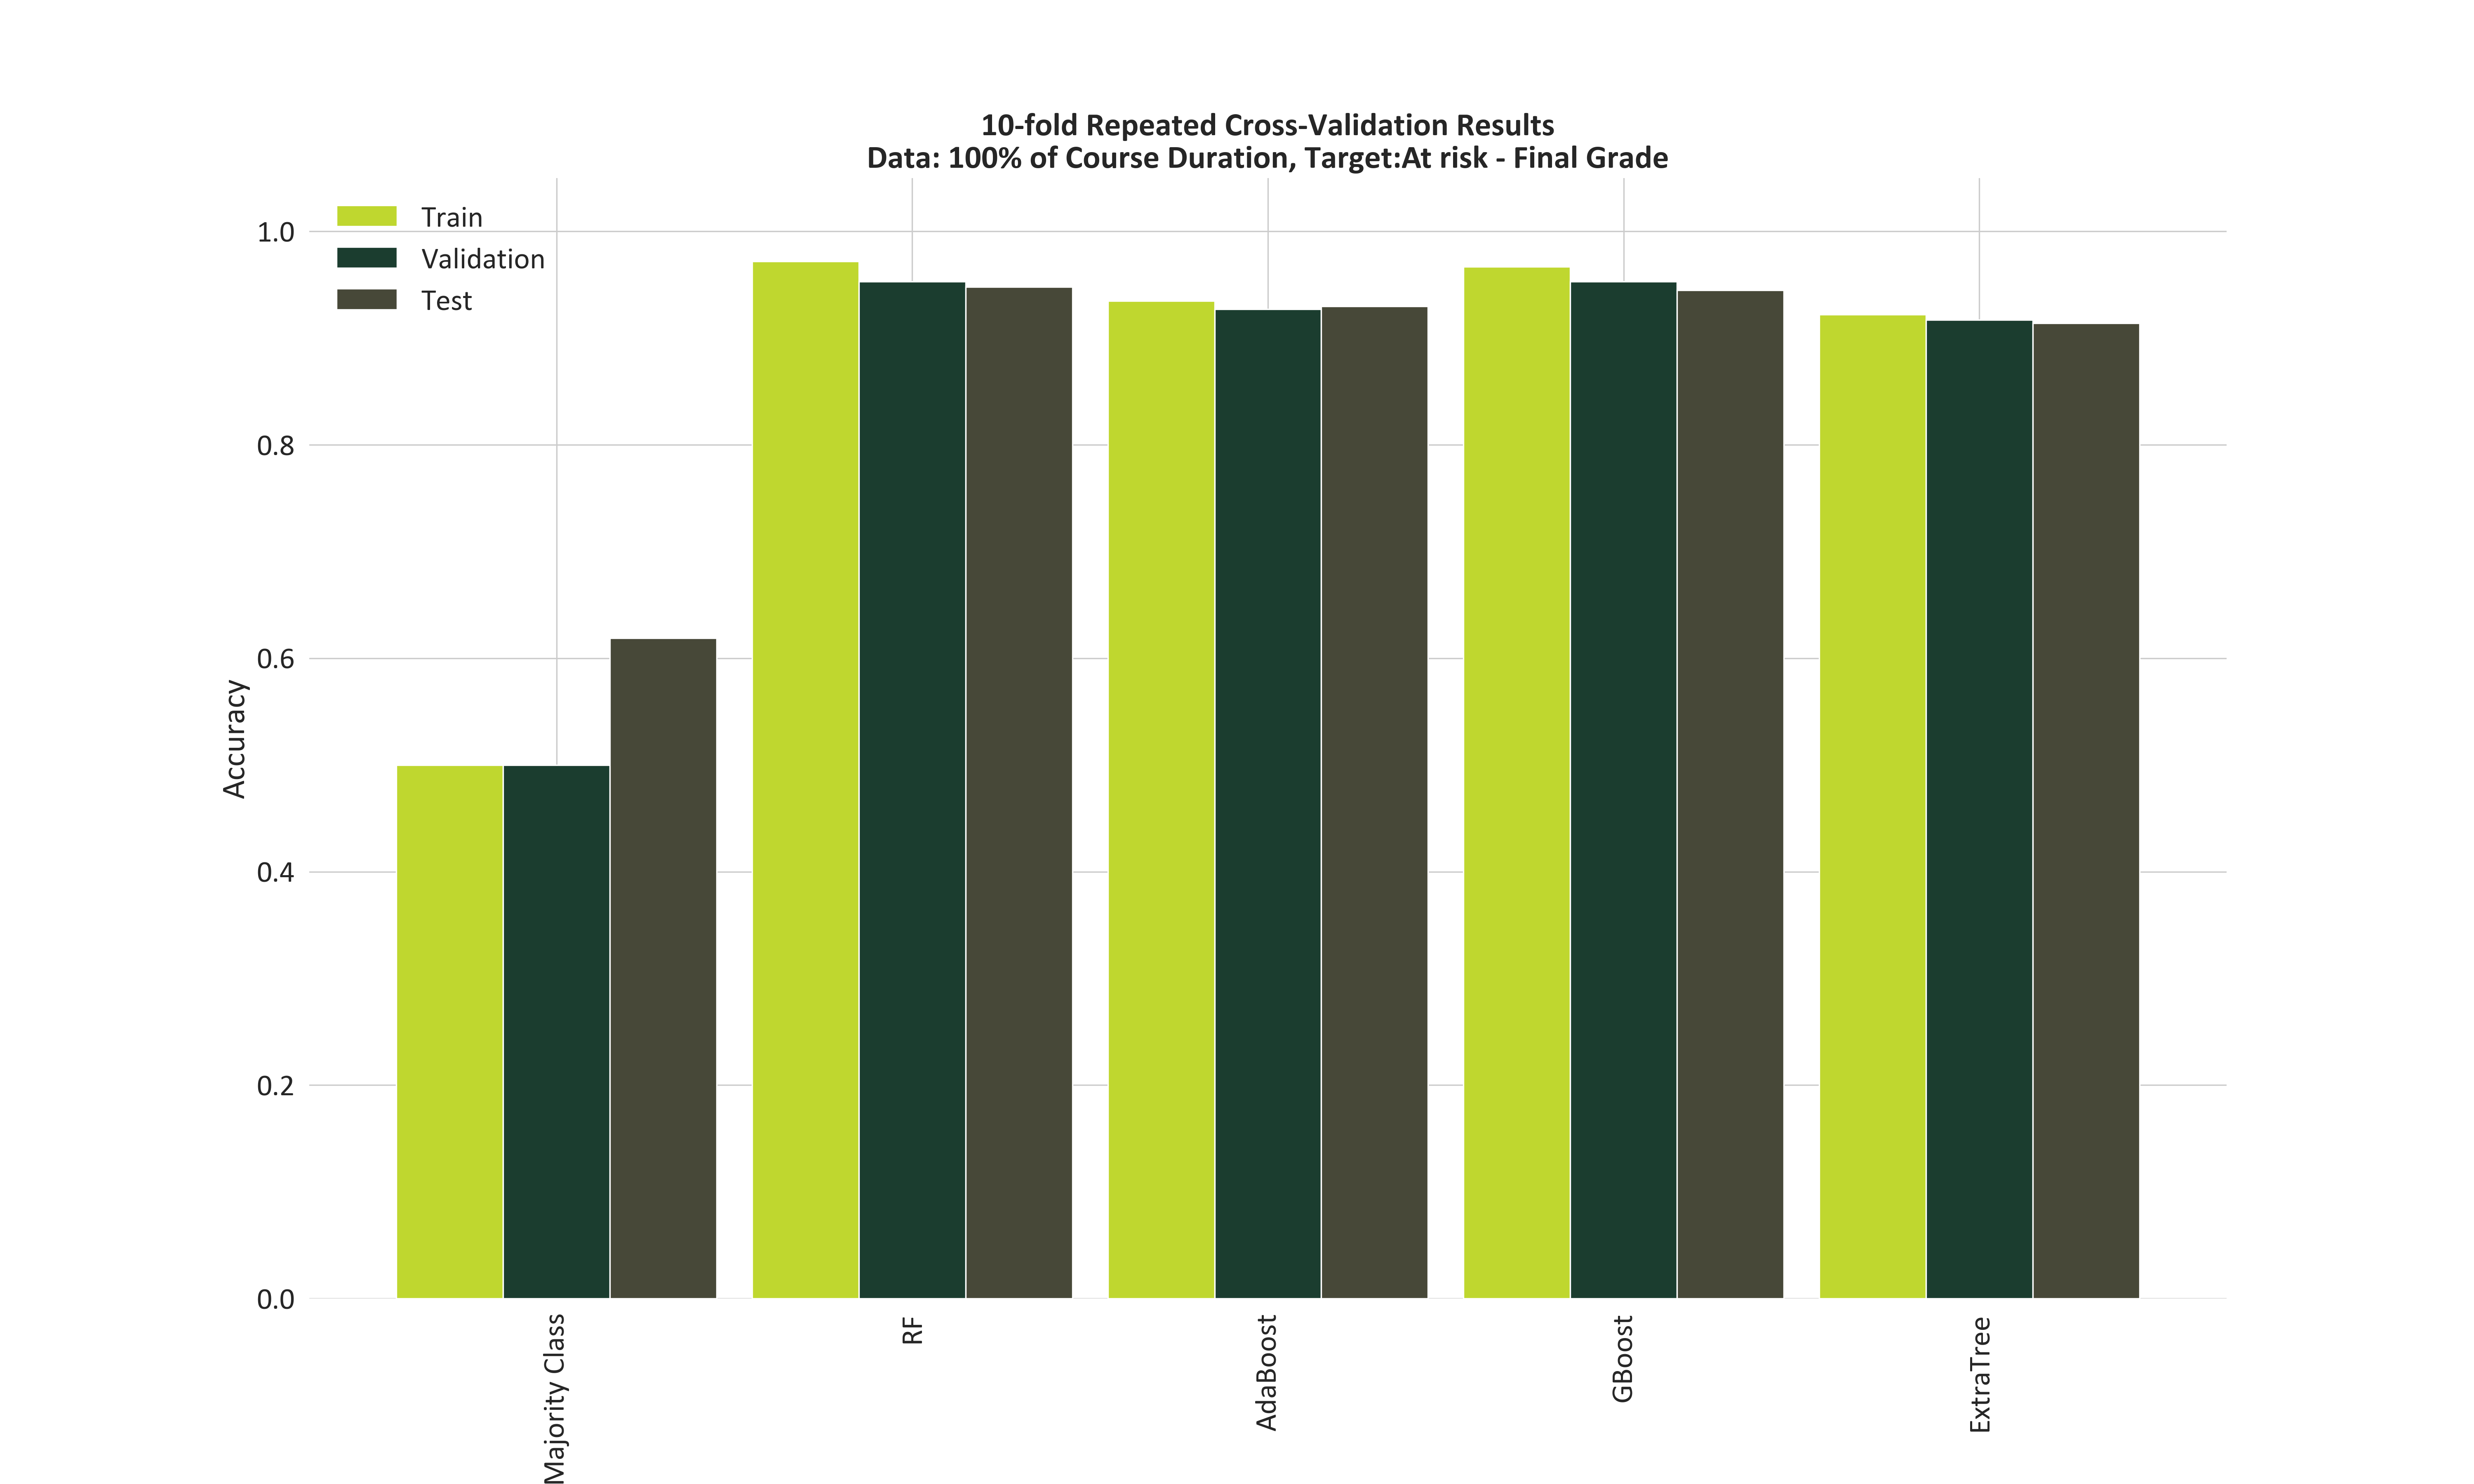 10-fold Repeated Cross-Validation Results
Data: 100% of Course Duration, Target:At risk - Final Grade
Train
Validation
Test
1.0
0.8
0.6
0.4
0.2
0.0
Accuracy
Majority Class
RF
AdaBoost
GBoost
ExtraTree